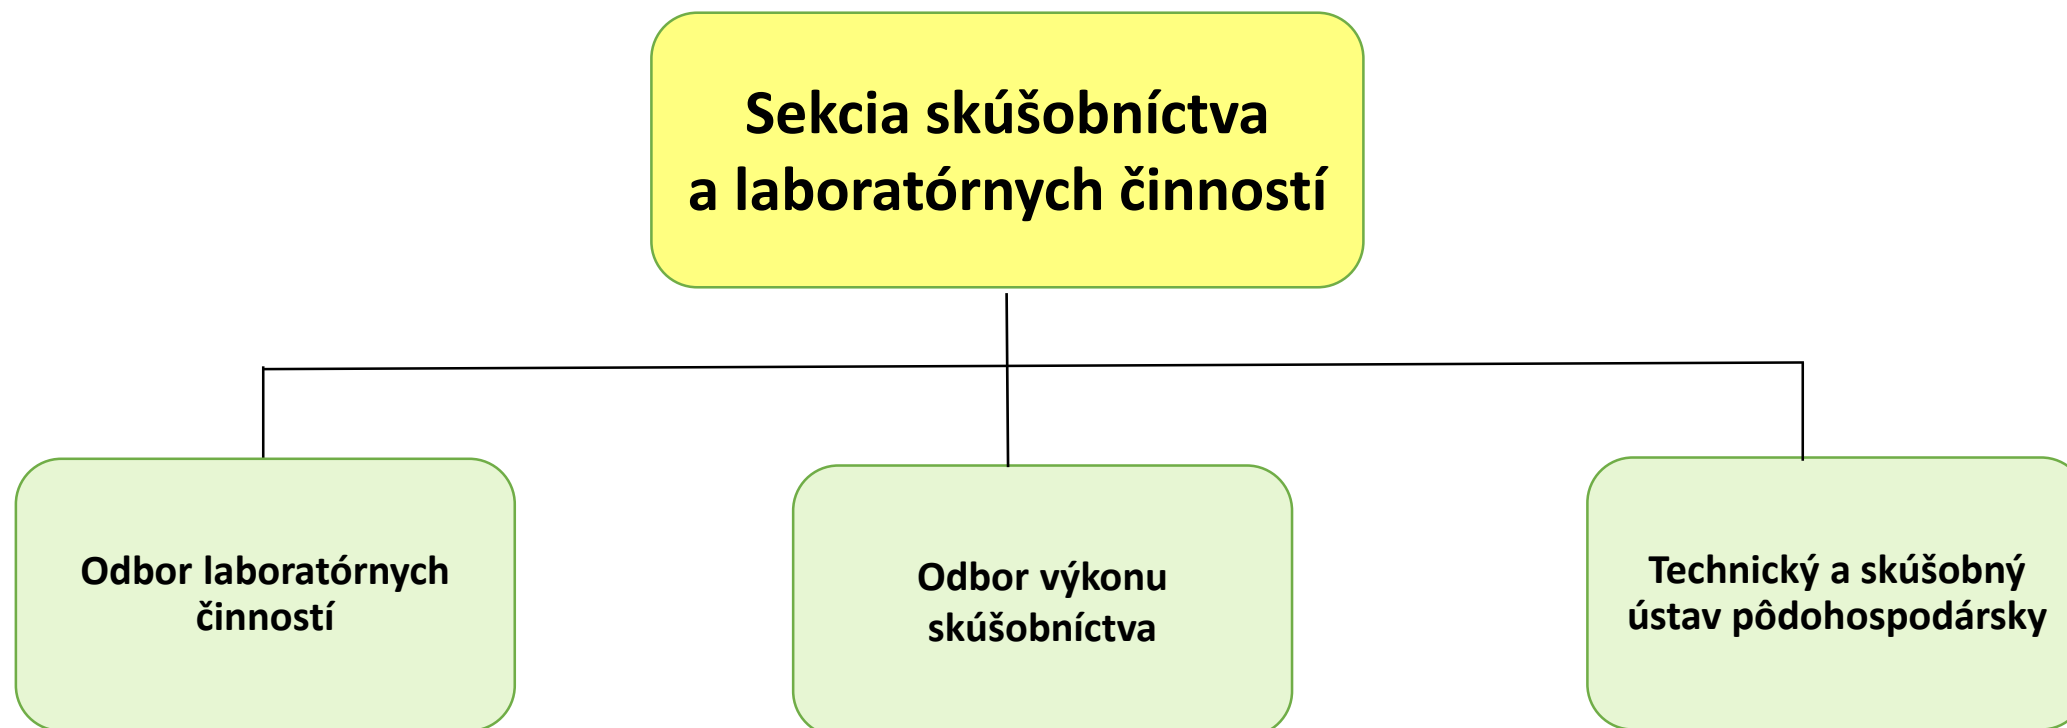 Sekcia skúšobníctva
a laboratórnych činností
Odbor laboratórnych
činností
Odbor výkonu
skúšobníctva
Technický a skúšobný
ústav pôdohospodársky